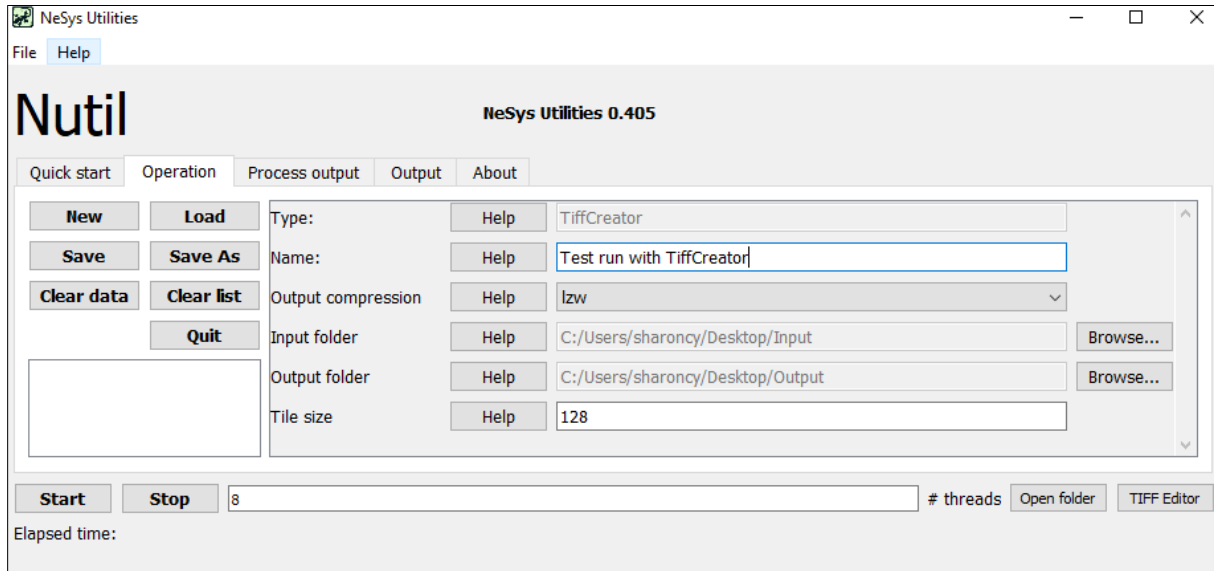 NeSys Utilities
File Help
Nutil
NeSys Utilities 0.405
Quick start Operation Process output Output About
New Load Type: Help TiffCreator
Save Save As Name: Help Test run with TiffCreator
Clear data Clear list Output compression Help lzw
Quit Input folder Help C:/Users/sharoncy/Desktop/Input Browse...
Output folder Help C:/Users/sharoncy/Desktop/Output Browse...
Tile size Help 128
Start Stop 8 # threads Open folder TIFF Editor
Elapsed time: